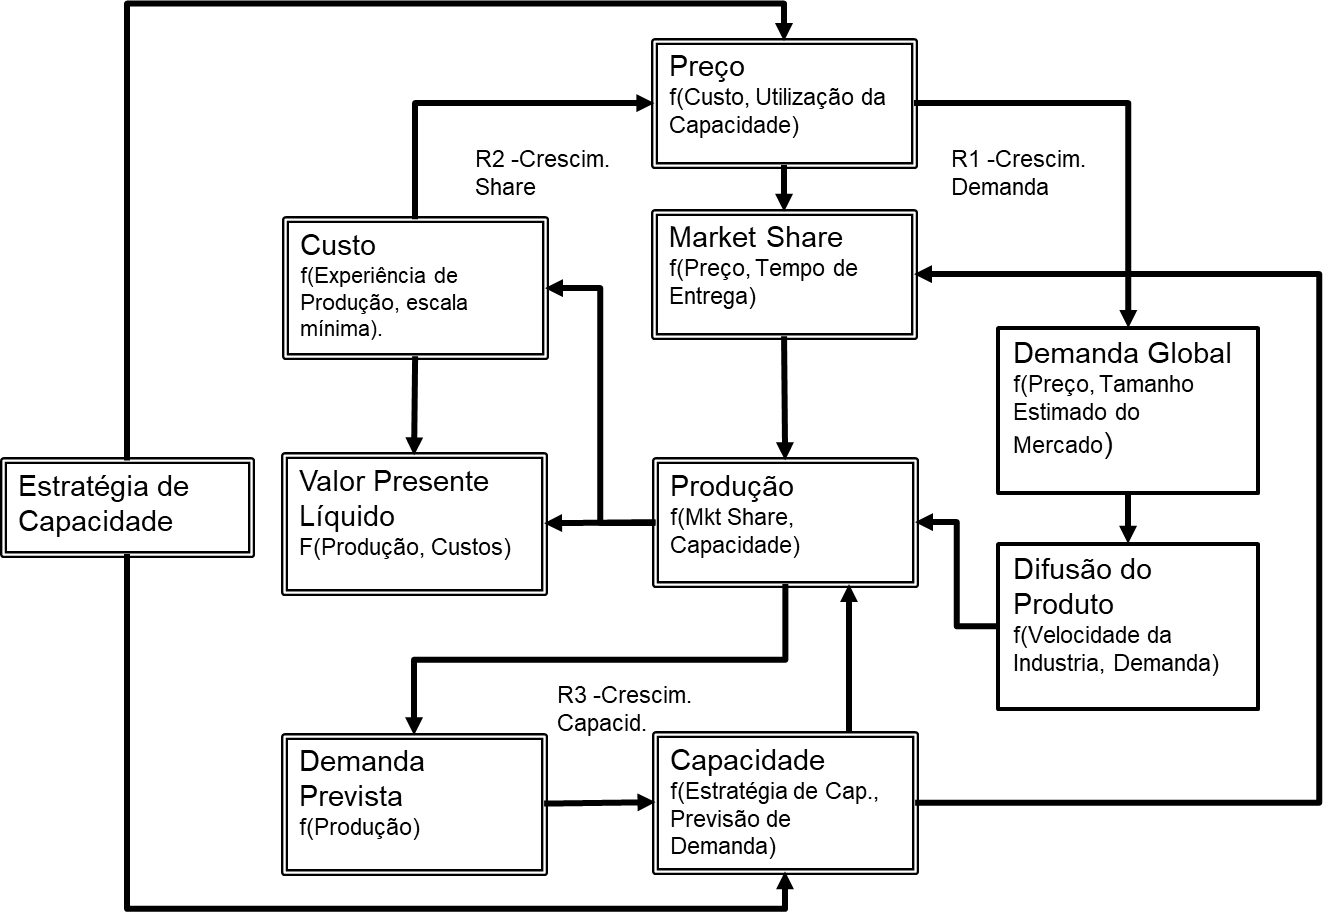 Preço
f(Custo, Utilização da
Capacidade)
R2 -Crescim.
Share
R1 -Crescim.
Demanda
Custo
f(Experiência de
Produção, escala
mínima).
Market Share
f(Preço, Tempo de
Entrega)
Demanda Global
f(Preço, Tamanho
Estimado do
Mercado)
Estratégia de
Capacidade
Valor Presente
Líquido
F(Produção, Custos)
Produção
f(Mkt Share,
Capacidade)
Difusão do
Produto
f(Velocidade da
Industria, Demanda)
R3 -Crescim.
Capacid.
Demanda
Prevista
f(Produção)
Capacidade
f(Estratégia de Cap.,
Previsão de
Demanda)